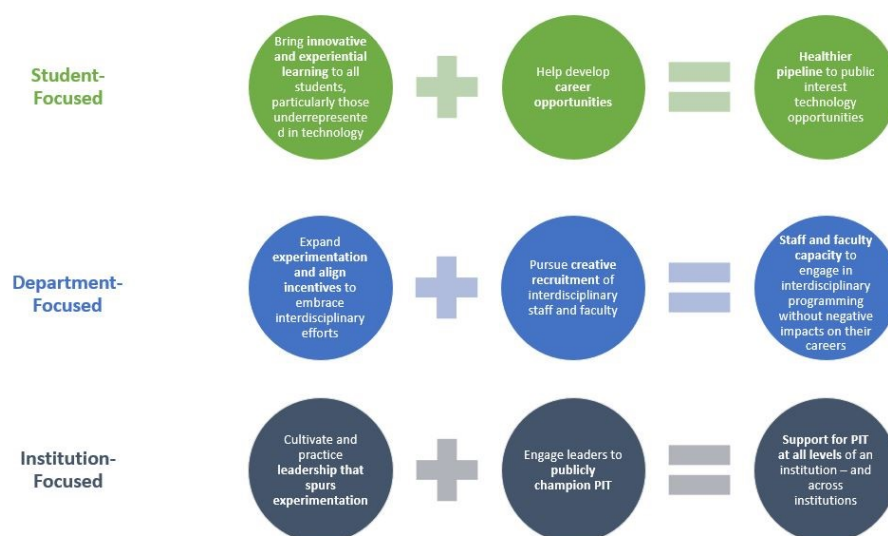 Student-
Focused
Bring innovative
and experiential
learning to all
students,
particularly those
underrepresente
d in technology
Help develop
career
opportunities
Healthier
pipeline to public
interest
technology
opportunities
Department-
Focused
Expand
experimentation
and align
incentives to
embrace
interdisciplinary
efforts
Pursue creative
recruitment of
interdisciplinary
staff and faculty
Staff and faculty
capacity to
engage in
interdisciplinary
programming
without negative
impacts on their
careers
Institution-
Focused
Cultivate and
practice
leadership that
spurs
experimentation
Engage leaders to
publicly
champion PIT
Support for PIT
at all levels of an
institution – and
across
institutions